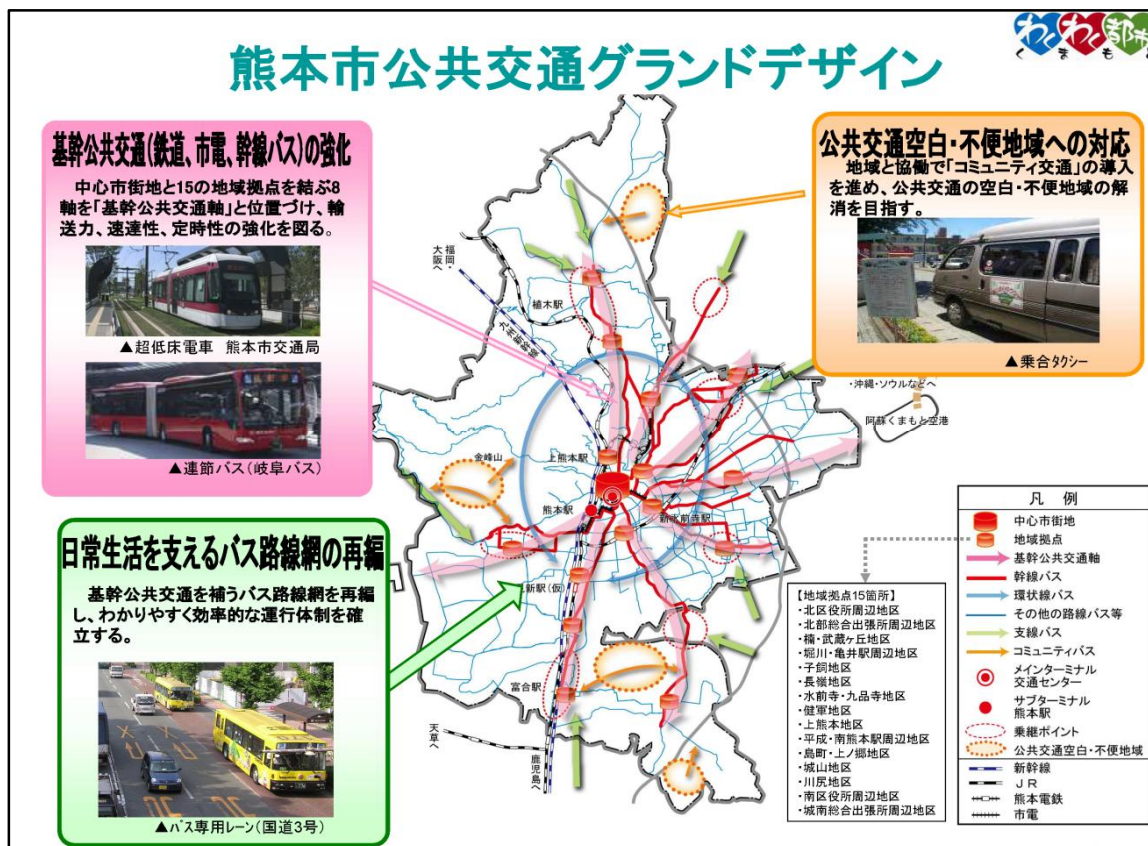 わくわく都市
くまもと
熊本市公共交通グランドデザイン
基幹公共交通(鉄道、市電、幹線バス)の強化
中心市街地と15の地域拠点を結ぶ8
軸を「基幹公共交通軸」と位置づけ、輸
送力、速達性、定時性の強化を図る。
▲超低床電車　熊本市交通局
▲連節バス(岐阜バス)
公共交通空白・不便地域への対応
地域と協働で「コミュニティ交通」の導入
を進め、公共交通の空白・不便地域の解
消を目指す。
▲乗合タクシー
日常生活を支えるバス路線網の再編
基幹公共交通を補うバス路線網を再編
し、わかりやすく効率的な運行体制を確
立する。
▲バス専用レーン(国道3号)
福岡・
大阪へ
植木駅
九州新幹線
・沖縄・ソウルなどへ
阿蘇くまもと空港
金峰山
上熊本駅
熊本駅
新水前寺駅
新駅(仮)
富合駅
天草へ
鹿児島へ
【地域拠点15箇所】
・北区役所周辺地区
・北部総合出張所周辺地区
・楠・武蔵ヶ丘地区
・堀川・亀井駅周辺地区
・子飼地区
・長嶺地区
・水前寺・九品寺地区
・健軍地区
・上熊本地区
・平成・南熊本駅周辺地区
・島町・上ノ郷地区
・城山地区
・川尻地区
・南区役所周辺地区
・城南総合出張所周辺地区
凡　例
中心市街地
地域拠点
基幹公共交通軸
幹線バス
環状線バス
その他の路線バス等
支線バス
コミュニティバス
メインターミナル
交通センター
サブターミナル
熊本駅
乗継ポイント
公共交通空白・不便地域
新幹線
ＪＲ
熊本電鉄
市電